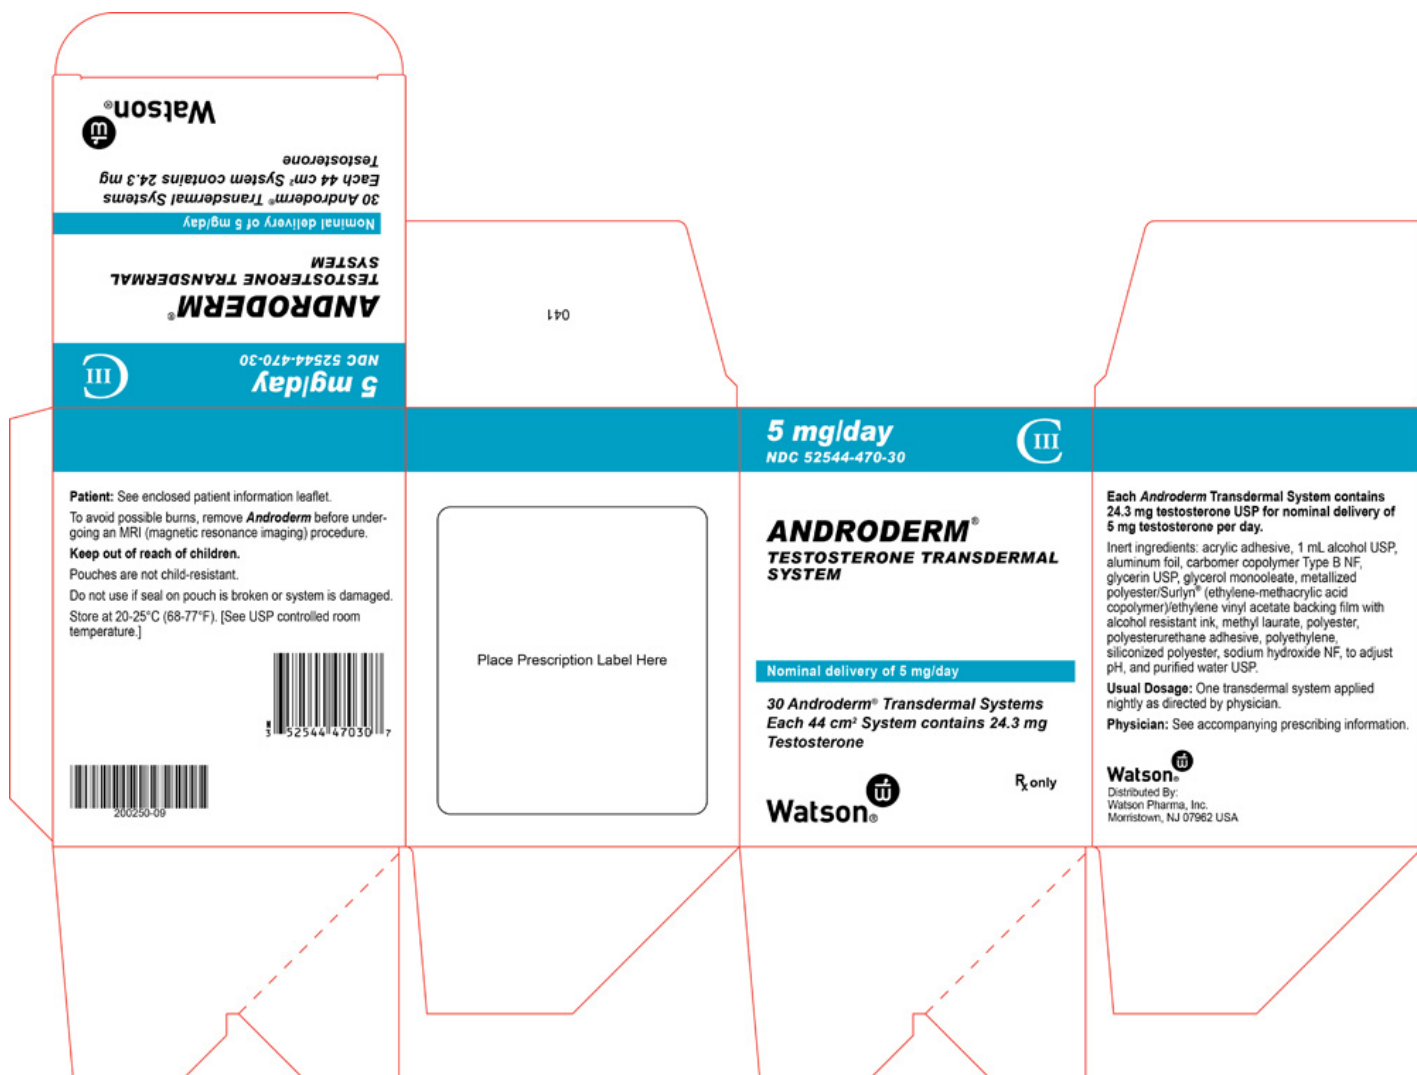 Watson®
30 Androderm® Transdermal Systems
Each 44 cm² System contains 24.3 mg
Testosterone
Nominal delivery of 5 mg/day
ANDRODERM®
TESTOSTERONE TRANSDERMAL
SYSTEM
5 mg/day
NDC 52544-470-30
CIII
041
Patient: See enclosed patient information leaflet.
To avoid possible burns, remove Androderm before under-
going an MRI (magnetic resonance imaging) procedure.
Keep out of reach of children.
Pouches are not child-resistant.
Do not use if seal on pouch is broken or system is damaged.
Store at 20-25°C (68-77°F). [See USP controlled room
temperature.]
N
3 52544 47030 7
200250-09
Place Prescription Label Here
5 mg/day
NDC 52544-470-30
CIII
ANDRODERM®
TESTOSTERONE TRANSDERMAL
SYSTEM
Nominal delivery of 5 mg/day
30 Androderm® Transdermal Systems
Each 44 cm² System contains 24.3 mg
Testosterone
Watson®
Rx only
Each Androderm Transdermal System contains
24.3 mg testosterone USP for nominal delivery of
5 mg testosterone per day.
Inert ingredients: acrylic adhesive, 1 mL alcohol USP,
aluminum foil, carbomer copolymer Type B NF,
glycerin USP, glycerol monooleate, metallized
polyester/Surlyn® (ethylene-methacrylic acid
copolymer)/ethylene vinyl acetate backing film with
alcohol resistant ink, methyl laurate, polyester,
polyesterurethane adhesive, polyethylene,
siliconized polyester, sodium hydroxide NF, to adjust
pH, and purified water USP.
Usual Dosage: One transdermal system applied
nightly as directed by physician.
Physician: See accompanying prescribing information.
Watson®
Distributed By:
Watson Pharma, Inc.
Morristown, NJ 07962 USA